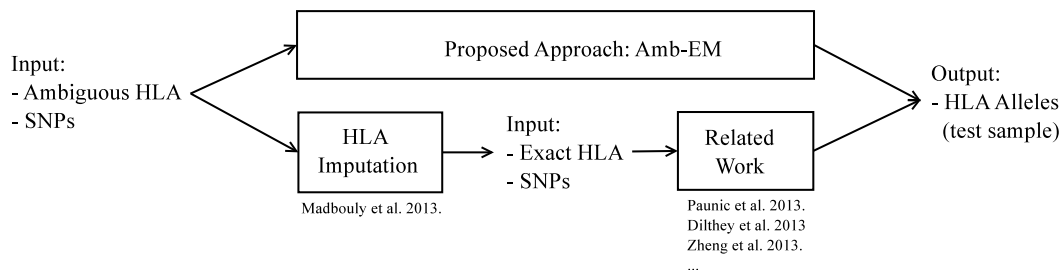 Proposed Approach: Amb-EM
Input:
- Ambiguous HLA
- SNPs
HLA
Imputation
Madbouly et al. 2013.
Input:
- Exact HLA
- SNPs
Related
Work
Paunic et al. 2013.
Dilthey et al. 2013
Zheng et al. 2013.
...
Output:
- HLA Alleles
(test sample)